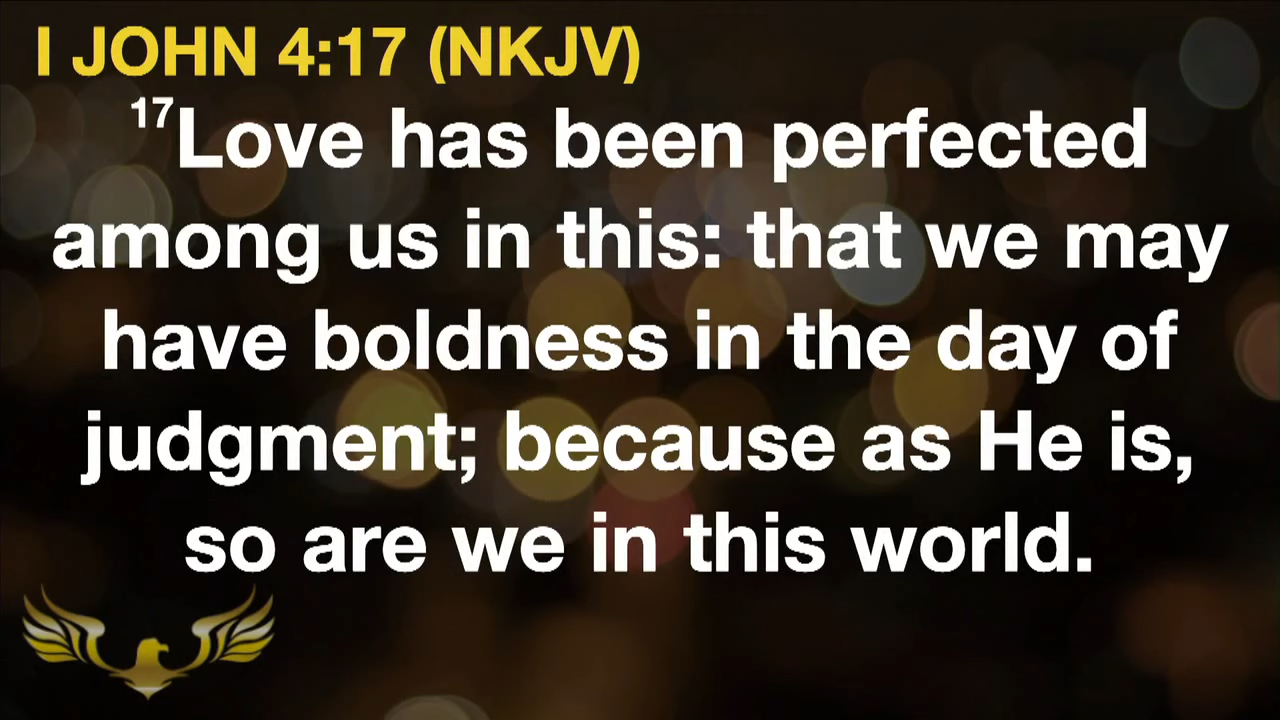 I JOHN 4:17 (NKJV)
17Love has been perfected
among us in this: that we may
have boldness in the day of
judgment; because as He is,
so are we in this world.